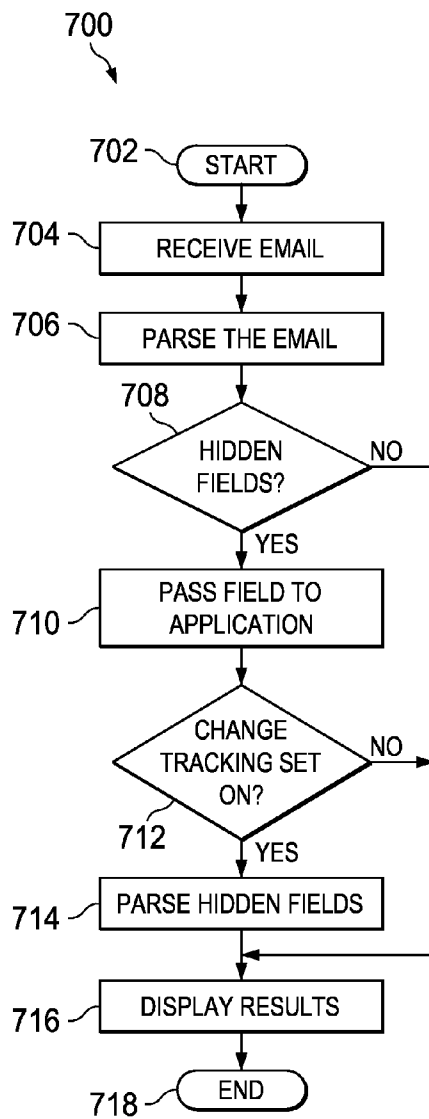 700
702
START
704
RECEIVE EMAIL
706
PARSE THE EMAIL
708
HIDDEN
FIELDS?
NO
YES
710
PASS FIELD TO
APPLICATION
CHANGE
TRACKING SET
ON?
NO
712
YES
714
PARSE HIDDEN FIELDS
716
DISPLAY RESULTS
718
END